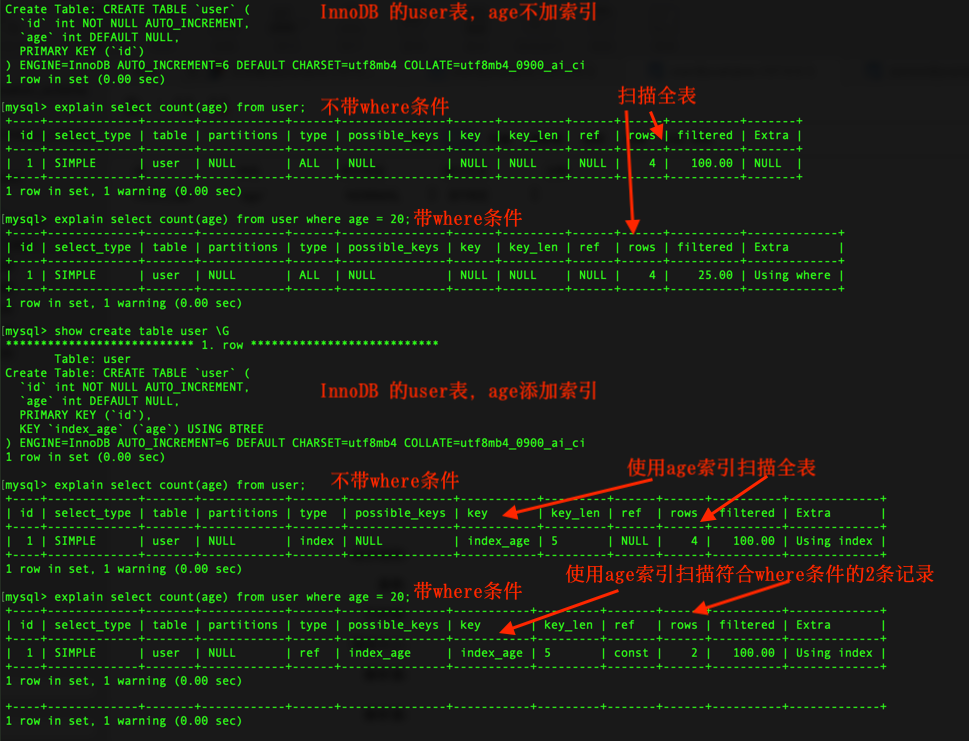 Create Table: CREATE TABLE `user` (
InnoDB 的user表，age不加索引
`id` int NOT NULL AUTO_INCREMENT,
`age` int DEFAULT NULL,
PRIMARY KEY (`id`)
) ENGINE=InnoDB AUTO_INCREMENT=6 DEFAULT CHARSET=utf8mb4 COLLATE=utf8mb4_0900_ai_ci
1 row in set (0.00 sec)
扫描全表
[mysql> explain select count(age) from user; 不带where条件
+----+-------------+-------+------------+------+---------------+------+---------+------+------+----------+-------+
| id | select_type | table | partitions | type | possible_keys | key | key_len | ref | rows | filtered | Extra |
+----+-------------+-------+------------+------+---------------+------+---------+------+------+----------+-------+
| 1 | SIMPLE | user | NULL | ALL | NULL | NULL | NULL | NULL | 4 | 100.00 | NULL |
+----+-------------+-------+------------+------+---------------+------+---------+------+------+----------+-------+
1 row in set, 1 warning (0.00 sec)
[mysql> explain select count(age) from user where age = 20; 带where条件
+----+-------------+-------+------------+------+---------------+------+---------+------+------+----------+-------------+
| id | select_type | table | partitions | type | possible_keys | key | key_len | ref | rows | filtered | Extra |
+----+-------------+-------+------------+------+---------------+------+---------+------+------+----------+-------------+
| 1 | SIMPLE | user | NULL | ALL | NULL | NULL | NULL | NULL | 4 | 25.00 | Using where |
+----+-------------+-------+------------+------+---------------+------+---------+------+------+----------+-------------+
1 row in set, 1 warning (0.00 sec)
[mysql> show create table user \G
*************************** 1. row ***************************
Table: user
Create Table: CREATE TABLE `user` (
`id` int NOT NULL AUTO_INCREMENT,
InnoDB 的user表，age添加索引
`age` int DEFAULT NULL,
PRIMARY KEY (`id`),
KEY `index_age` (`age`) USING BTREE
) ENGINE=InnoDB AUTO_INCREMENT=6 DEFAULT CHARSET=utf8mb4 COLLATE=utf8mb4_0900_ai_ci
1 row in set (0.00 sec)
使用age索引扫描全表
[mysql> explain select count(age) from user; 不带where条件
+----+-------------+-------+------------+-------+---------------+-----------+---------+------+------+----------+-------------+
| id | select_type | table | partitions | type | possible_keys | key | key_len | ref | rows | filtered | Extra |
+----+-------------+-------+------------+-------+---------------+-----------+---------+------+------+----------+-------------+
| 1 | SIMPLE | user | NULL | index | NULL | index_age | 5 | NULL | 4 | 100.00 | Using index |
+----+-------------+-------+------------+-------+---------------+-----------+---------+------+------+----------+-------------+
1 row in set, 1 warning (0.00 sec)
使用age索引扫描符合where条件的2条记录
[mysql> explain select count(age) from user where age = 20; 带where条件
+----+-------------+-------+------------+------+---------------+-----------+---------+-------+------+----------+-------------+
| id | select_type | table | partitions | type | possible_keys | key | key_len | ref | rows | filtered | Extra |
+----+-------------+-------+------------+------+---------------+-----------+---------+-------+------+----------+-------------+
| 1 | SIMPLE | user | NULL | ref | index_age | index_age | 5 | const | 2 | 100.00 | Using index |
+----+-------------+-------+------------+------+---------------+-----------+---------+-------+------+----------+-------------+
1 row in set, 1 warning (0.00 sec)
+----+-------------+-------+------------+------+---------------+-----------+---------+-------+------+----------+-------------+
1 row in set, 1 warning (0.00 sec)